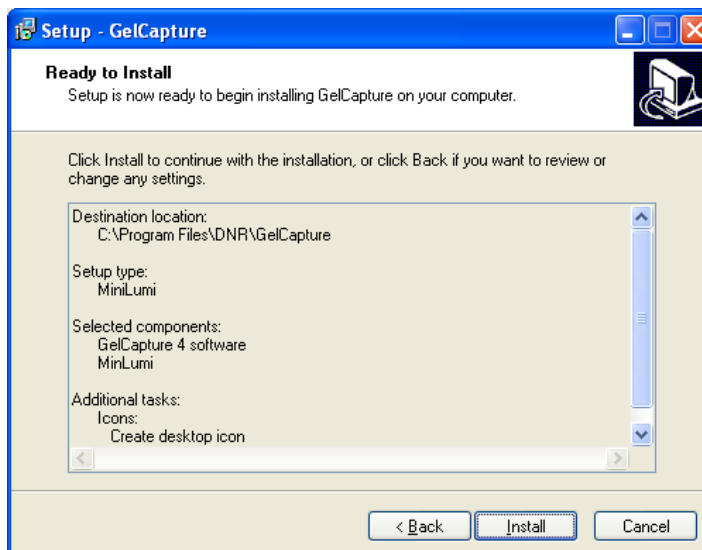 Setup - GelCapture
Ready to Install
Setup is now ready to begin installing GelCapture on your computer.
Click Install to continue with the installation, or click Back if you want to review or
change any settings.
Destination location:
C:\Program Files\DNR\GelCapture
Setup type:
MiniLumi
Selected components:
GelCapture 4 software
MinLumi
Additional tasks:
Icons:
Create desktop icon
< Back Install Cancel